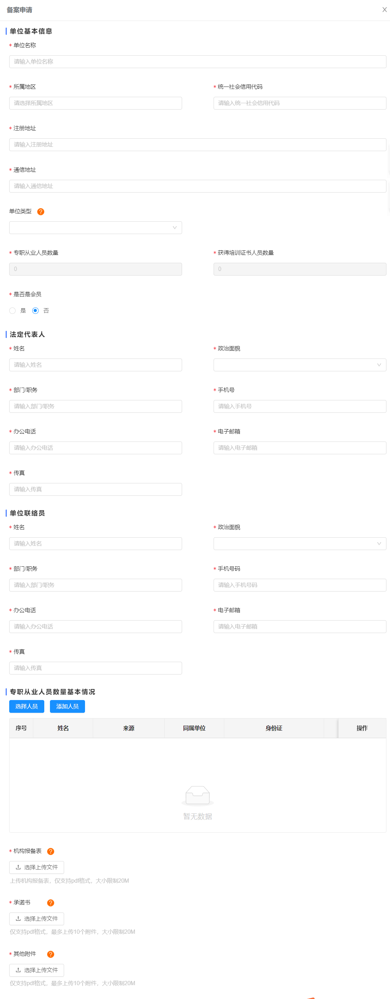 备案申请
单位基本信息
* 单位名称
请输入单位名称
* 所属地区 * 统一社会信用代码
请选择所属地区 请输入统一社会信用代码
* 注册地址
请输入注册地址
* 通信地址
请输入通信地址
单位类型 ?
* 专职从业人员数量 * 获得培训证书人员数量
0 0
* 是否是会员
是 否
法定代表人
* 姓名 * 政治面貌
请输入姓名
* 部门/职务 * 手机号
请输入部门/职务 请输入手机号
* 办公电话 * 电子邮箱
请输入办公电话 请输入电子邮箱
* 传真
请输入传真
单位联络员
* 姓名 * 政治面貌
请输入姓名
* 部门/职务 * 手机号码
请输入部门/职务 请输入手机号码
* 办公电话 * 电子邮箱
请输入办公电话 请输入电子邮箱
* 传真
请输入传真
专职从业人员数量基本情况
选择人员 添加人员
序号 姓名 来源 同属单位 身份证 操作
暂无数据
* 机构报备表 ?
选择上传文件
上传机构报备表，仅支持pdf格式，大小限制20M
* 承诺书 ?
选择上传文件
仅支持pdf格式，最多上传10个附件，大小限制20M
* 其他附件 ?
选择上传文件
仅支持pdf格式，最多上传10个附件，大小限制20M